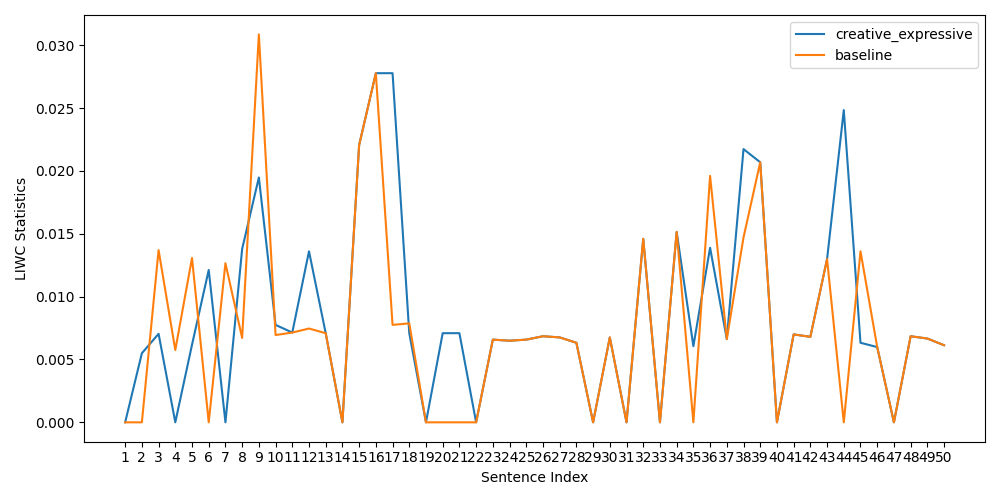 creative_expressive
baseline
0.030
0.025
0.020
0.015
0.010
0.005
0.000
LIWC Statistics
1 2 3 4 5 6 7 8 9 10 11 12 13 14 15 16 17 18 19 20 21 22 23 24 25 26 27 28 29 30 31 32 33 34 35 36 37 38 39 40 41 42 43 44 45 46 47 48 49 50
Sentence Index